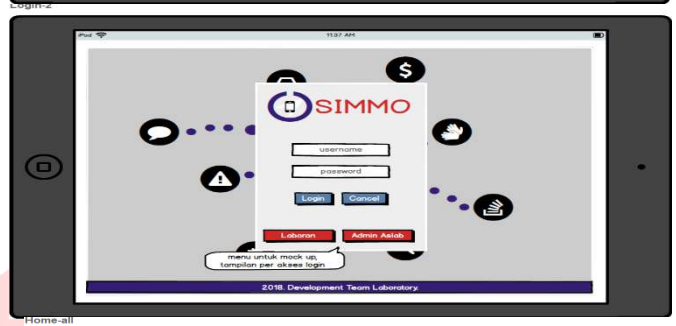 Login-2
iPod
11:37 AM
$
SIMMO
username
password
Login Cancel
Laboran Admin Aslab
menu untuk mock up,
tampilan per akses login
2018. Development Team Laboratory
Home-all